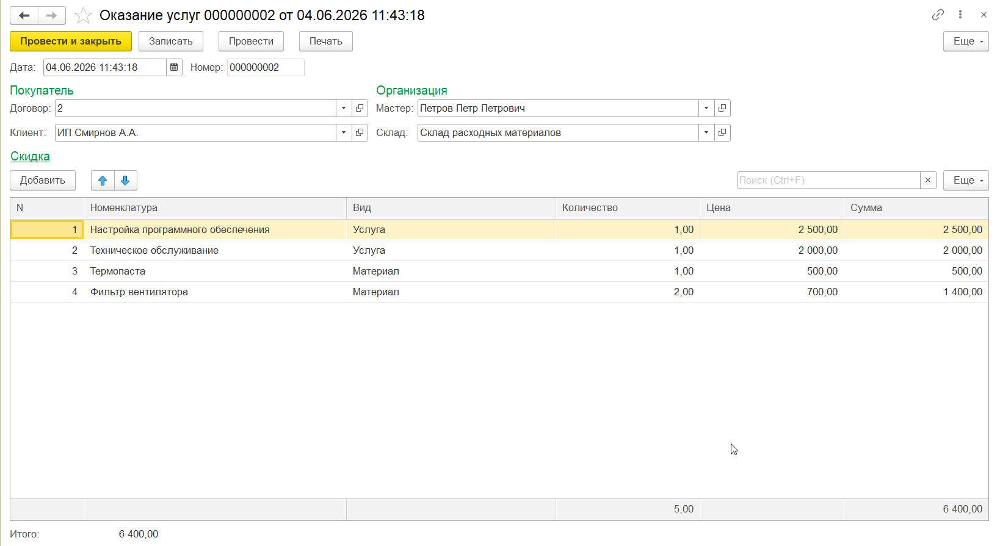 Оказание услуг 000000002 от 04.06.2026 11:43:18
Провести и закрыть Записать Провести Печать Еще
Дата: 04.06.2026 11:43:18 Номер: 000000002
Покупатель Организация
Договор: 2 Мастер: Петров Петр Петрович
Клиент: ИП Смирнов А.А. Склад: Склад расходных материалов
Скидка
Добавить Поиск (Ctrl+F) Еще
N Номенклатура Вид Количество Цена Сумма
1 Настройка программного обеспечения Услуга 1,00 2 500,00 2 500,00
2 Техническое обслуживание Услуга 1,00 2 000,00 2 000,00
3 Термопаста Материал 1,00 500,00 500,00
4 Фильтр вентилятора Материал 2,00 700,00 1 400,00
5,00 6 400,00
Итого: 6 400,00